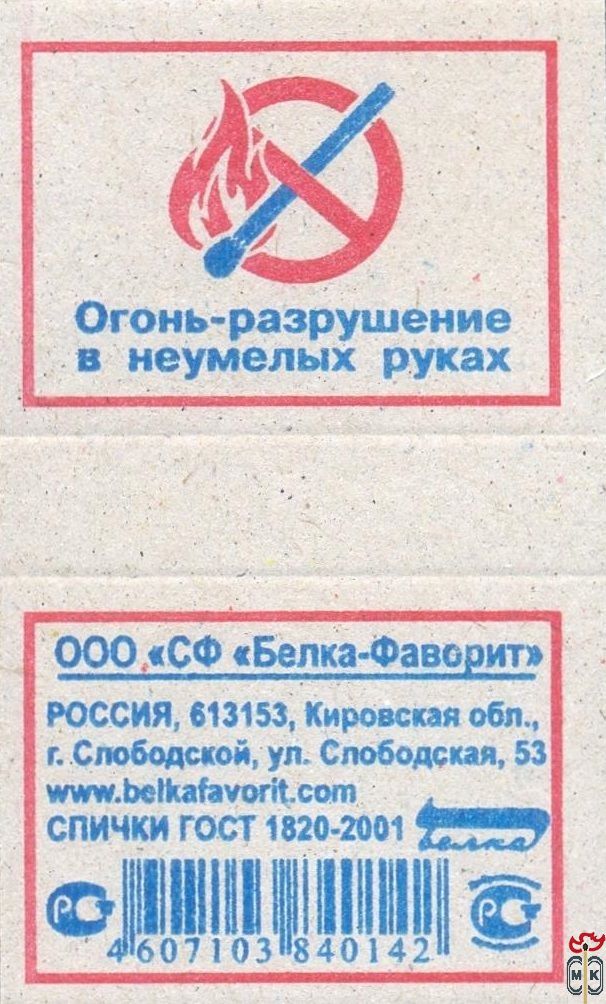 Огонь-разрушение
в неумелых руках
ООО «СФ «Белка-Фаворит»
РОССИЯ, 613153, Кировская обл.,
г. Слободской, ул. Слободская, 53
www.belkafavorit.com
СПИЧКИ ГОСТ 1820-2001
белка
4 607103 840142
МК